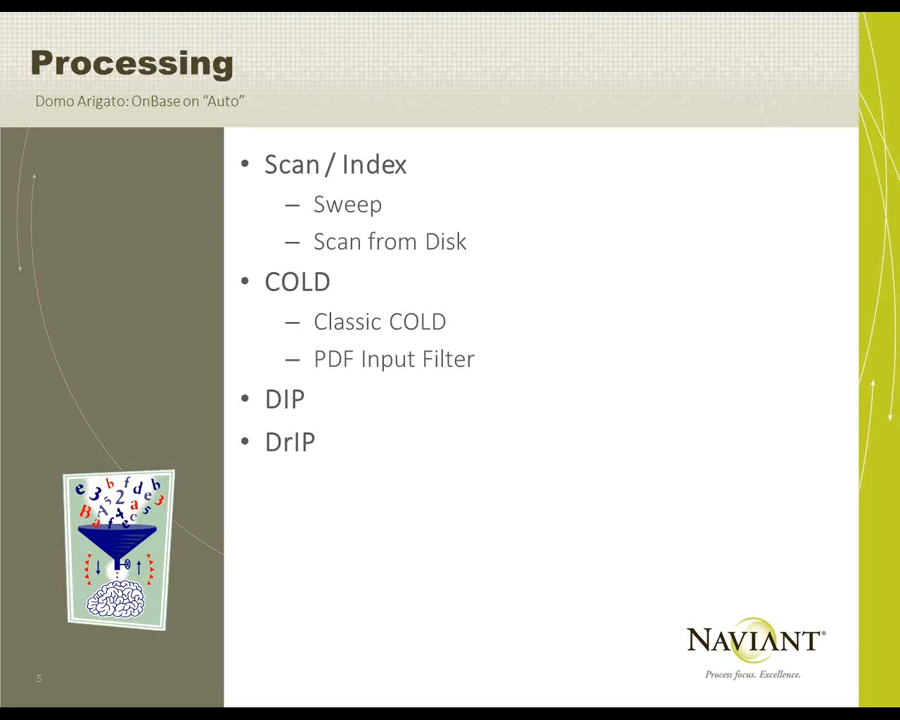 Processing
Domo Arigato: OnBase on “Auto”
• Scan / Index
– Sweep
– Scan from Disk
• COLD
– Classic COLD
– PDF Input Filter
• DIP
• DrIP
NAVIANT®
Process focus. Excellence.
5